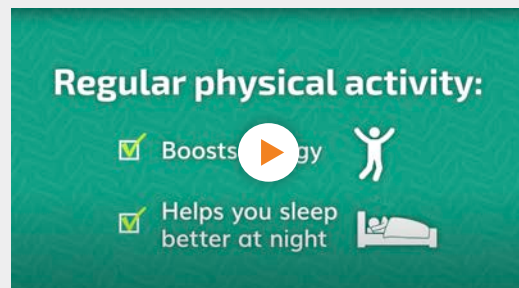 Regular physical activity:
Boosts
Helps you sleep
better at night